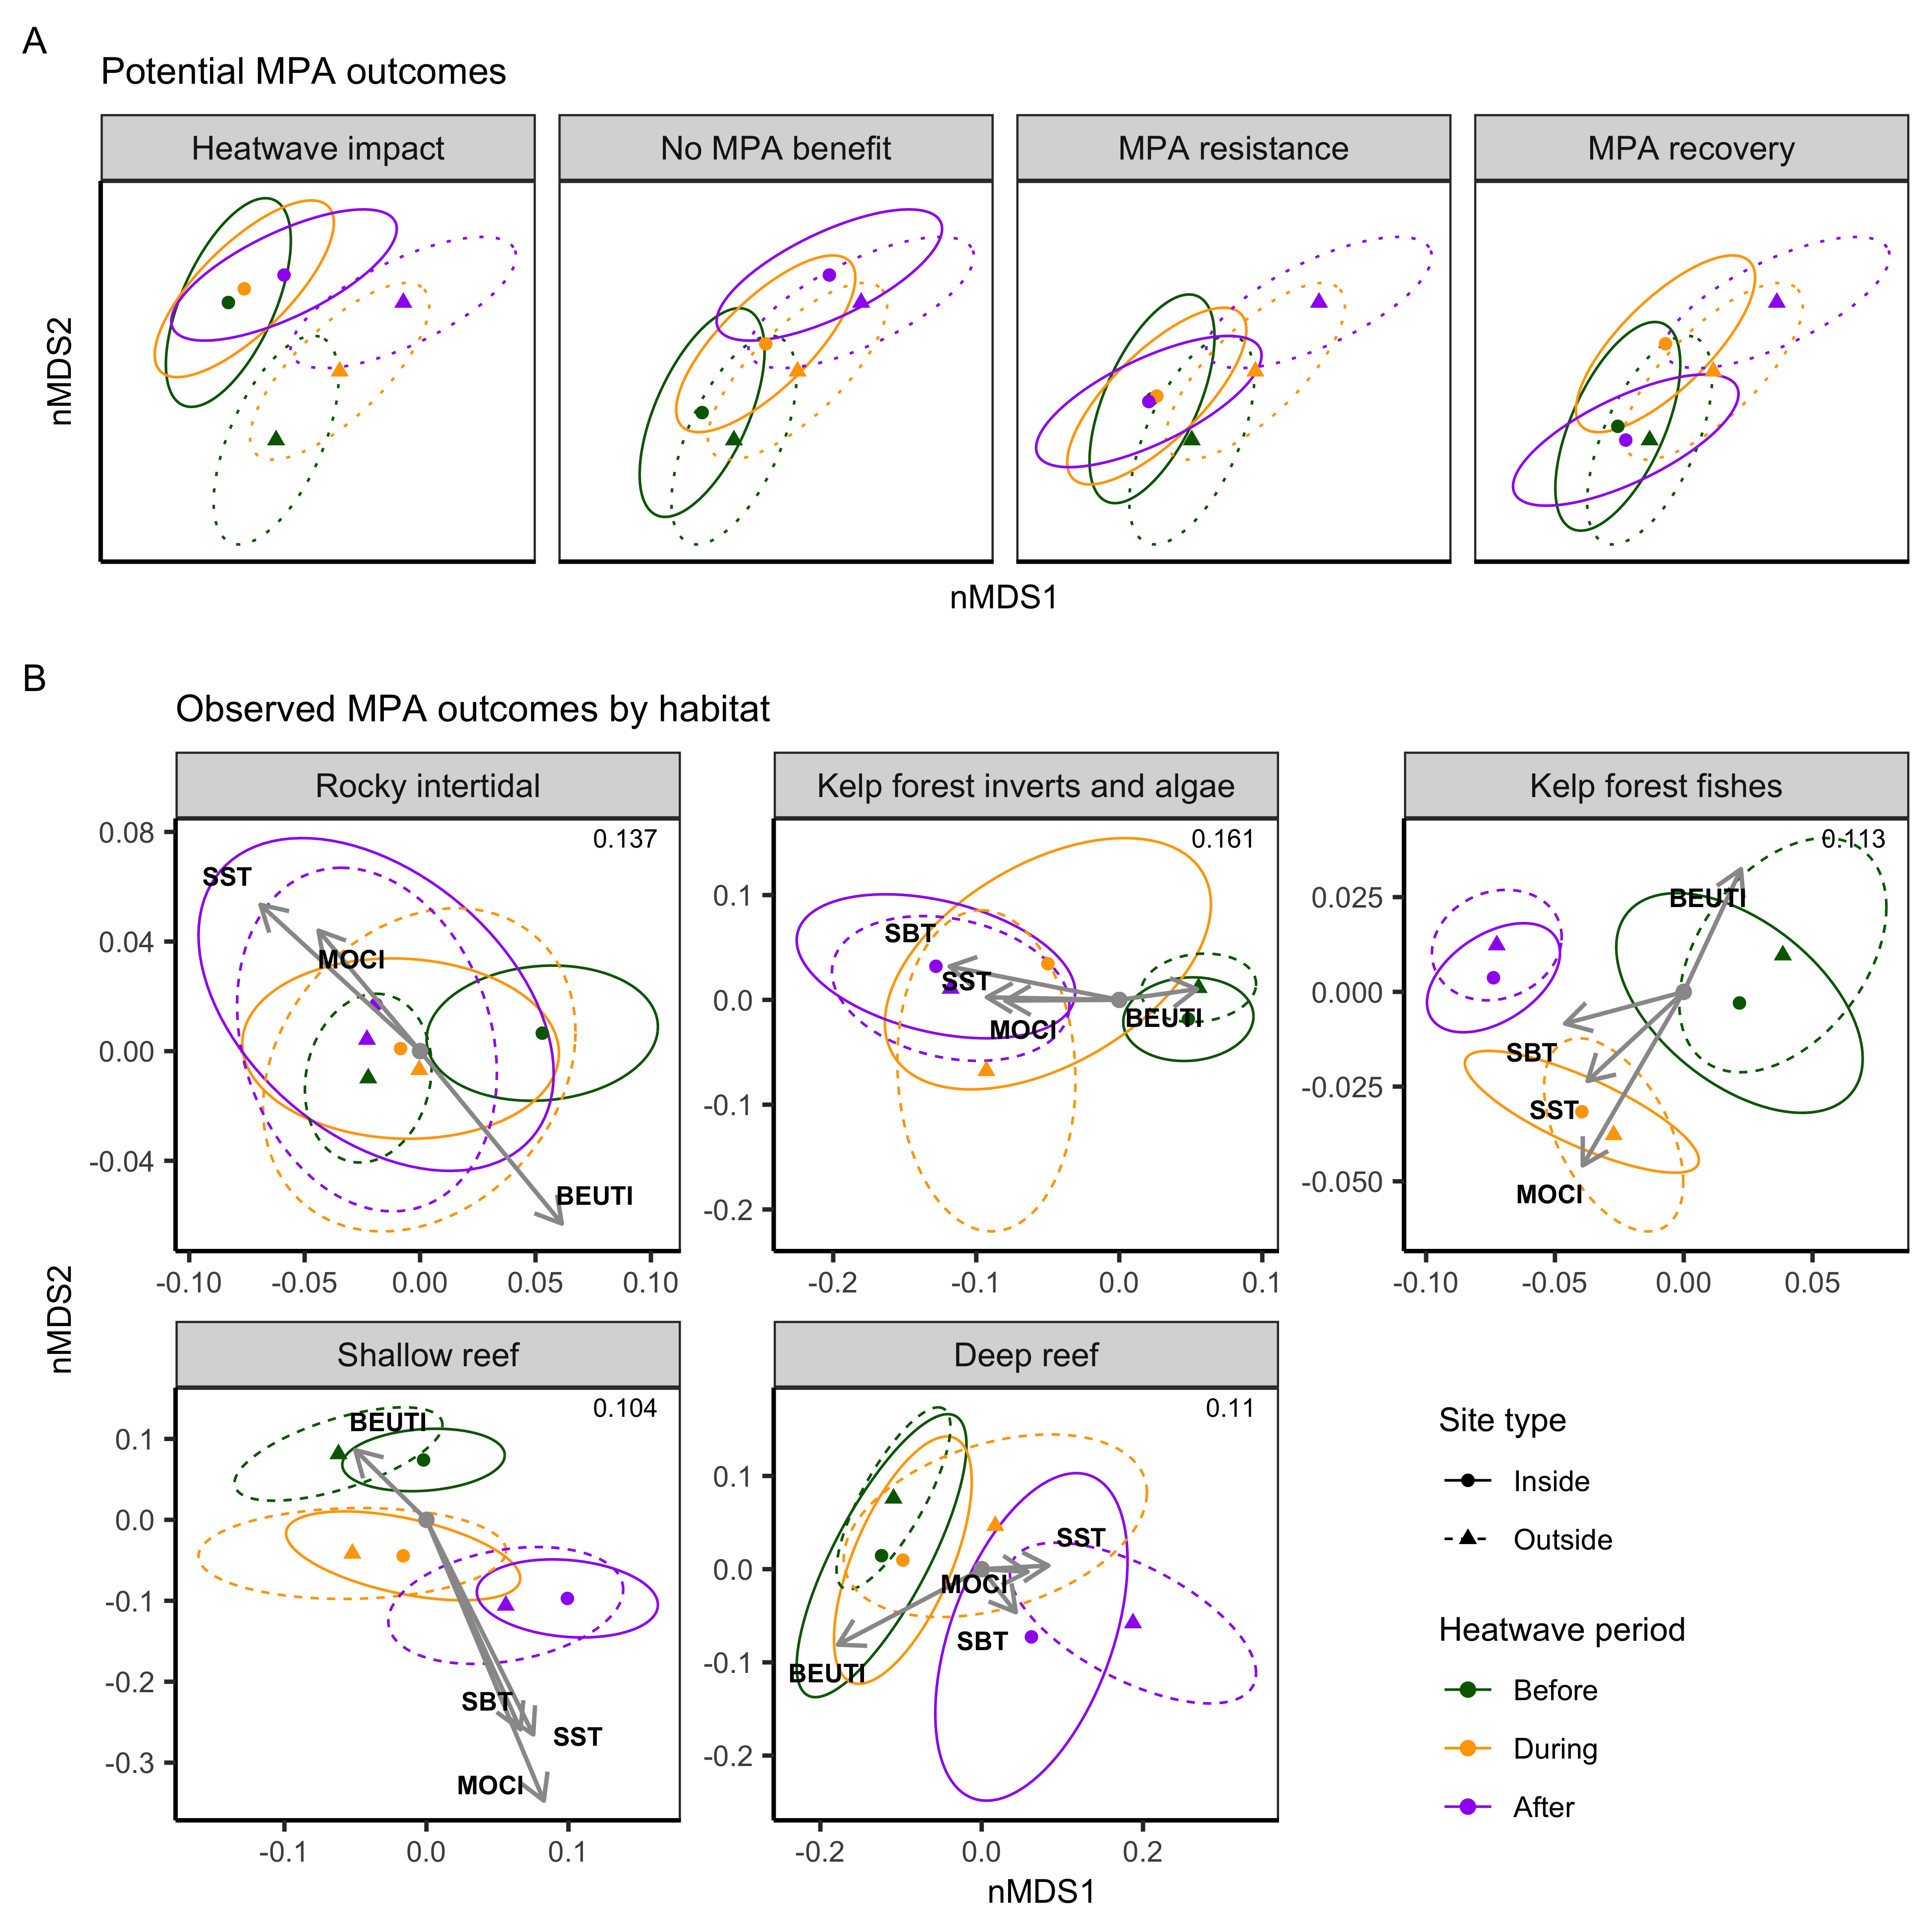 A
Potential MPA outcomes
Heatwave impact
No MPA benefit
MPA resistance
MPA recovery
nMDS2
nMDS1
B
Observed MPA outcomes by habitat
Rocky intertidal
Kelp forest inverts and algae
Kelp forest fishes
0.08
0.04
0.00
-0.04
0.137
SST
MOCI
BEUTI
-0.10
-0.05
0.00
0.05
0.10
0.1
0.0
-0.1
-0.2
0.161
SBT
SST
MOCI
BEUTI
-0.2
-0.1
0.0
0.1
0.025
0.000
-0.025
-0.050
0.113
BEUTI
SBT
SST
MOCI
-0.10
-0.05
0.00
0.05
nMDS2
Shallow reef
Deep reef
0.1
0.0
-0.1
-0.2
-0.3
0.104
BEUTI
SBT
SST
MOCI
-0.1
0.0
0.1
0.1
0.0
-0.1
-0.2
0.11
SST
MOCI
SBT
BEUTI
-0.2
0.0
0.2
nMDS1
Site type
Inside
Outside
Heatwave period
Before
During
After